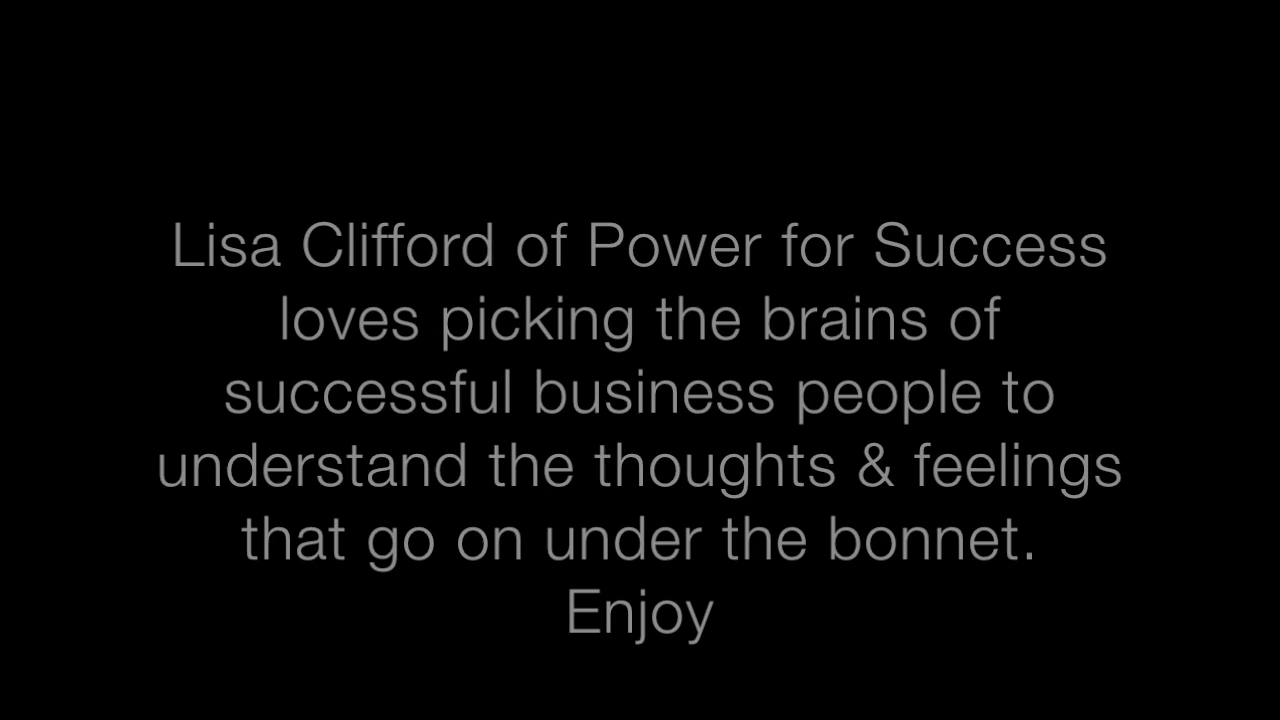 Lisa Clifford of Power for Success
loves picking the brains of
successful business people to
understand the thoughts & feelings
that go on under the bonnet.
Enjoy